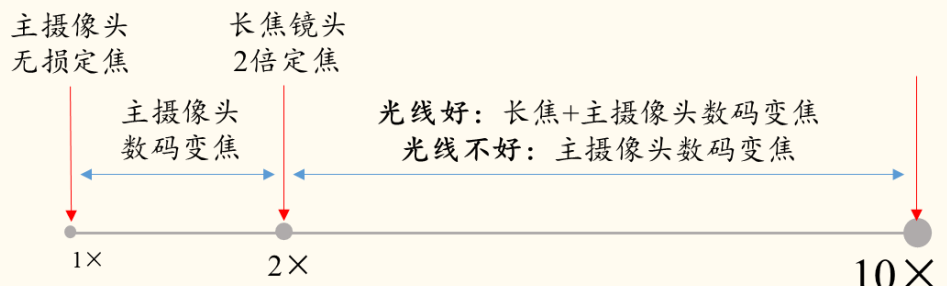 主摄像头
无损定焦
长焦镜头
2倍定焦
主摄像头
数码变焦
光线好：长焦+主摄像头数码变焦
光线不好：主摄像头数码变焦
1×
2×
10×